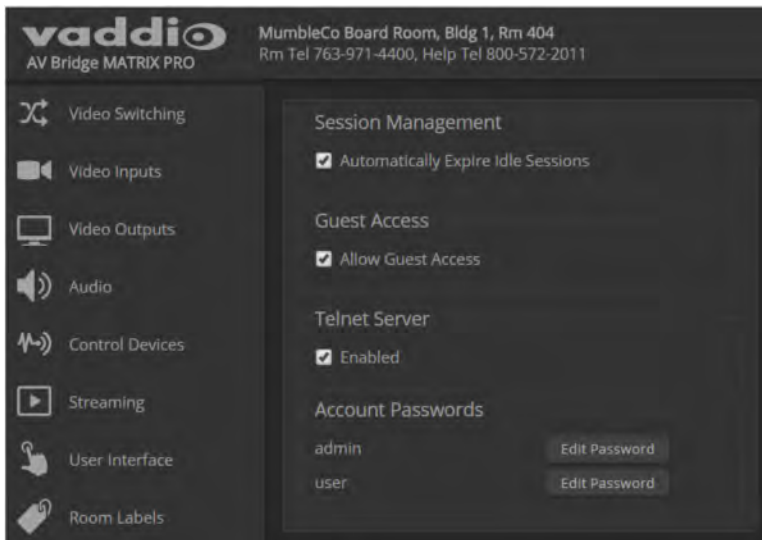 vaddio
AV Bridge MATRIX PRO
MumbleCo Board Room, Bldg 1, Rm 404
Rm Tel 763-971-4400, Help Tel 800-572-2011
Video Switching
Video Inputs
Video Outputs
Audio
Control Devices
Streaming
User Interface
Room Labels
Session Management
Automatically Expire Idle Sessions
Guest Access
Allow Guest Access
Telnet Server
Enabled
Account Passwords
admin Edit Password
user Edit Password